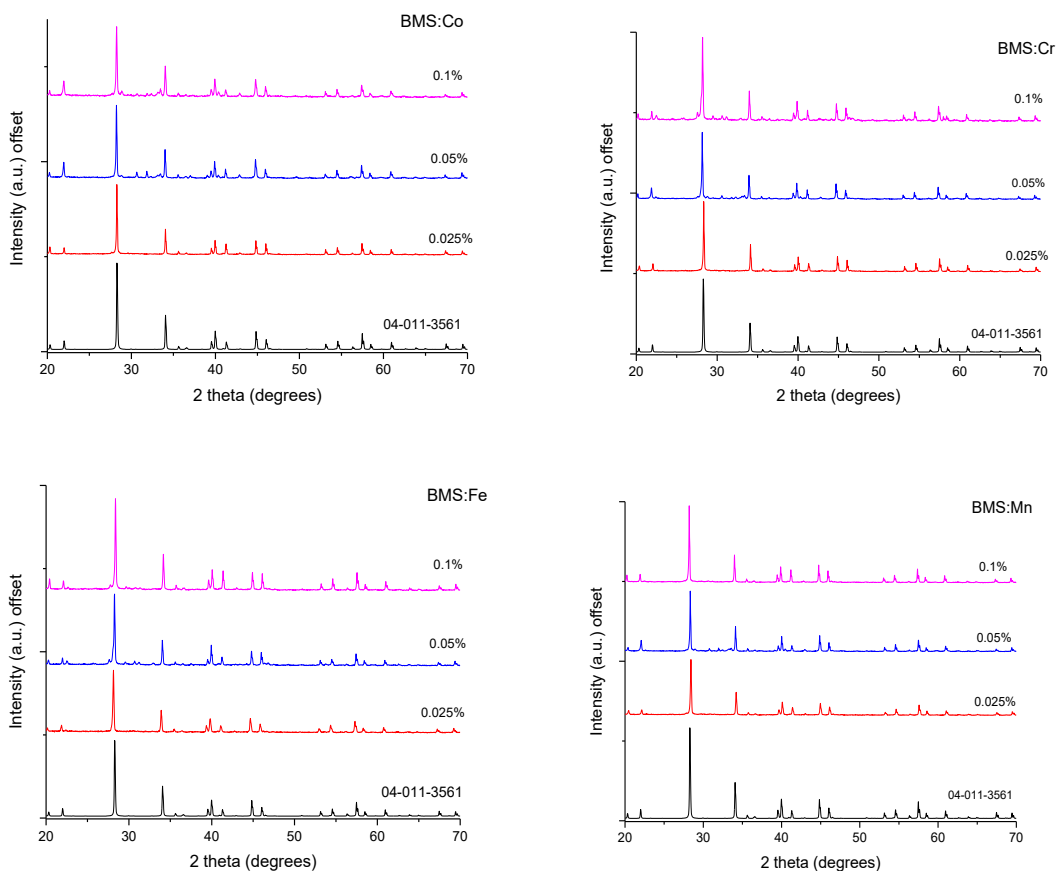 BMS:Co
0.1%
0.05%
0.025%
04-011-3561
Intensity (a.u.) offset
20 30 40 50 60 70
2 theta (degrees)
BMS:Cr
0.1%
0.05%
0.025%
04-011-3561
Intensity (a.u.) offset
20 30 40 50 60 70
2 theta (degrees)
BMS:Fe
0.1%
0.05%
0.025%
04-011-3561
Intensity (a.u.) offset
20 30 40 50 60 70
2 theta (degrees)
BMS:Mn
0.1%
0.05%
0.025%
04-011-3561
Intensity (a.u.) offset
20 30 40 50 60 70
2 theta (degrees)